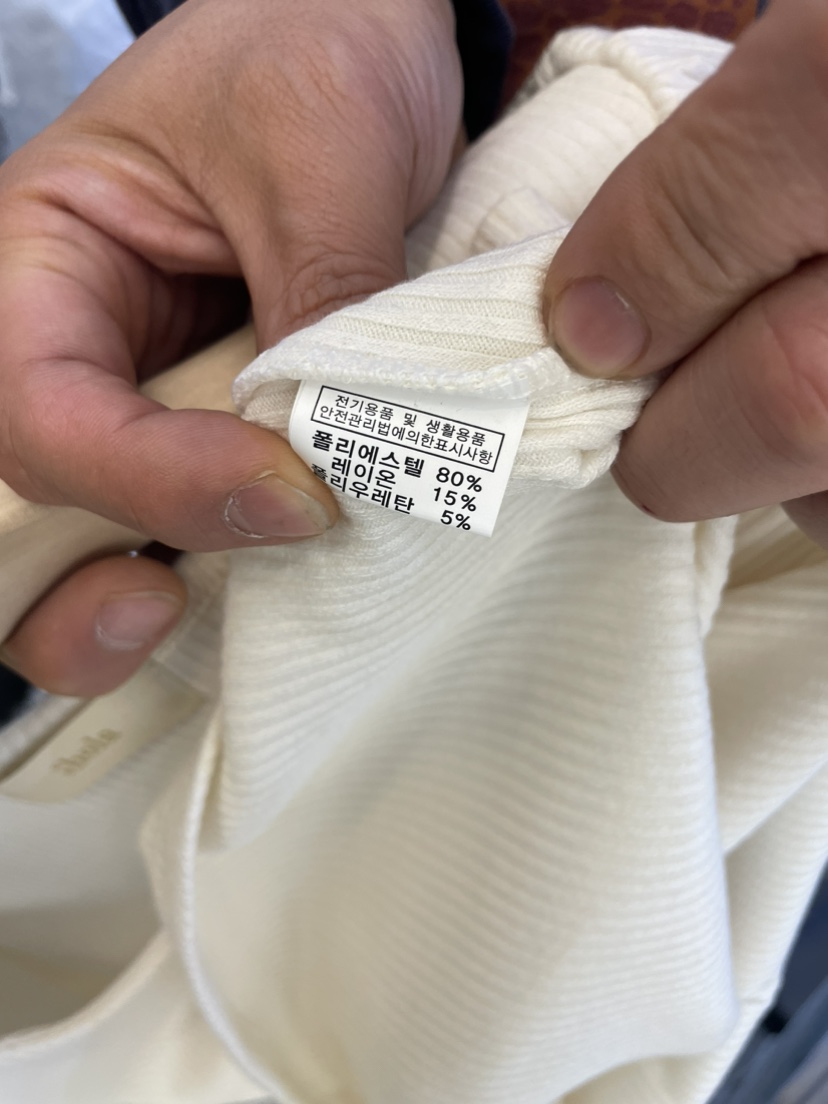 전기용품 및 생활용품
안전관리법에의한표시사항
폴리에스텔 80%
레이온 15%
폴리우레탄 5%